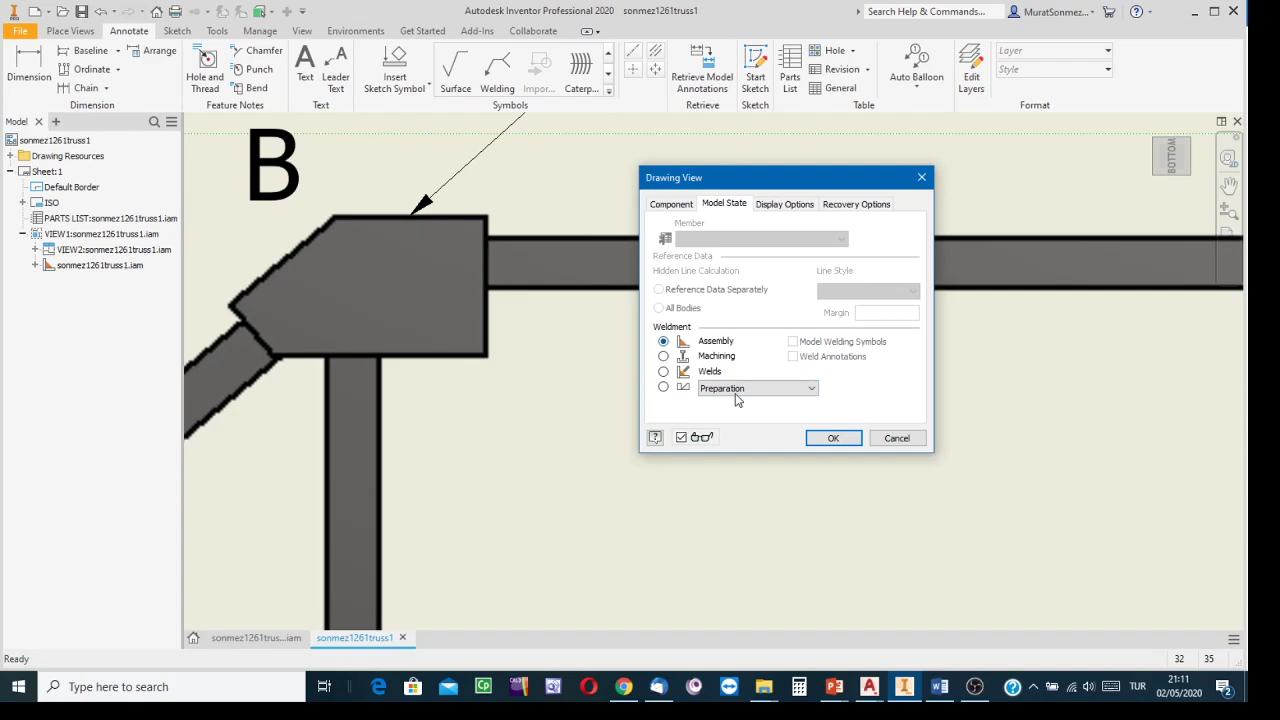 PRO
Autodesk Inventor Professional 2020 sonmez1261truss1
Search Help & Commands...
MuratSonmez...
File Place Views Annotate Sketch Tools Manage View Environments Get Started Add-Ins Collaborate
Dimension
Baseline
Ordinate
Chain
Arrange
Dimension
Hole and Thread
Chamfer
Punch
Bend
Feature Notes
Text
Leader Text
Text
Insert Sketch Symbol
Surface
Welding
Impor...
Caterp...
Symbols
Retrieve Model Annotations
Retrieve
Start Sketch
Sketch
Parts List
Hole
Revision
General
Auto Balloon
Table
Edit Layers
Layer
Style
Format
Model
sonmez1261truss1
Drawing Resources
Sheet:1
Default Border
ISO
PARTS LIST:sonmez1261truss1.iam
VIEW1:sonmez1261truss1.iam
VIEW2:sonmez1261truss1.iam
sonmez1261truss1.iam
B
BOTTOM
Drawing View
Component Model State Display Options Recovery Options
Member
Reference Data
Hidden Line Calculation Line Style
Reference Data Separately
All Bodies Margin
Weldment
Assembly Model Welding Symbols
Machining Weld Annotations
Welds
Preparation
OK Cancel
sonmez1261trus...iam sonmez1261truss1
Ready 32 35
Type here to search
TUR
21:11
02/05/2020
2